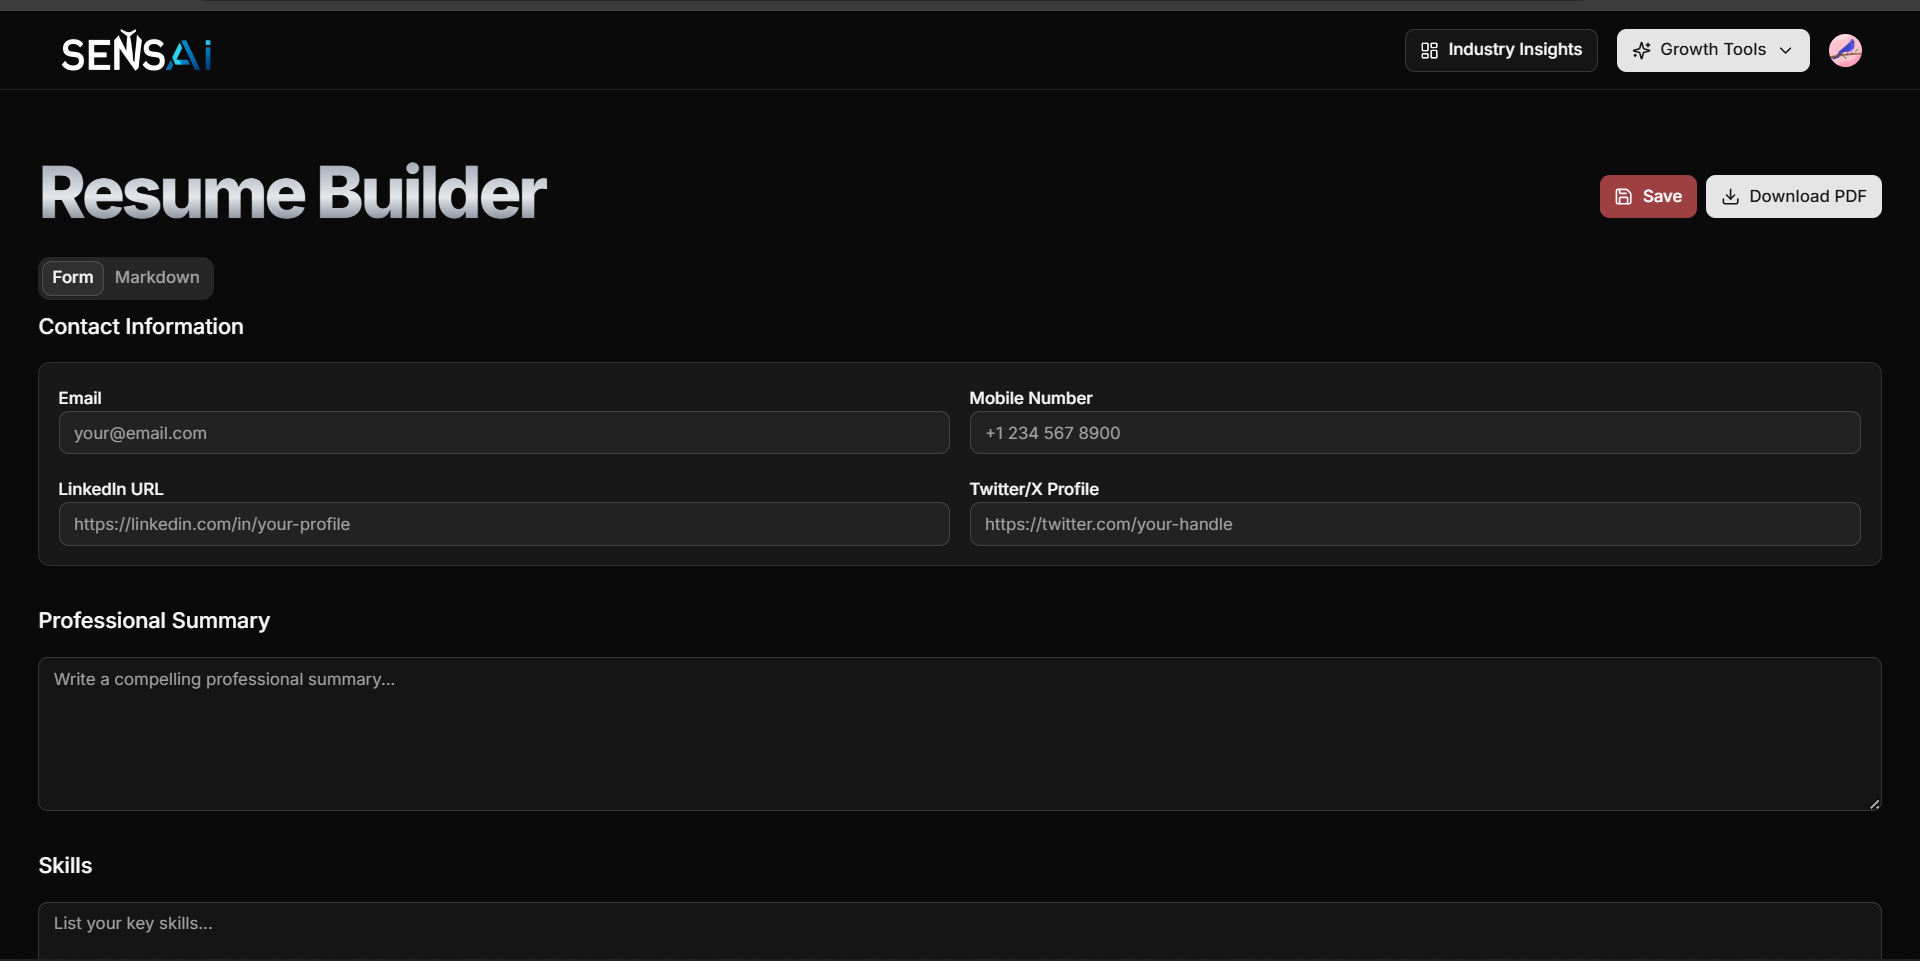 SENSAi
Industry Insights
Growth Tools
Resume Builder
Save
Download PDF
Form
Markdown
Contact Information
Email
Mobile Number
your@email.com
+1 234 567 8900
LinkedIn URL
Twitter/X Profile
https://linkedin.com/in/your-profile
https://twitter.com/your-handle
Professional Summary
Write a compelling professional summary...
Skills
List your key skills...